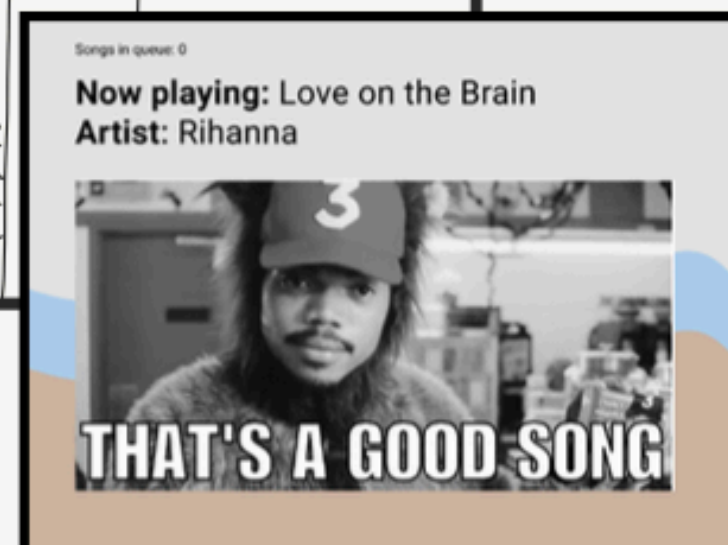 Songs in queue: 0
Now playing: Love on the Brain
Artist: Rihanna
3
THAT'S A GOOD SONG